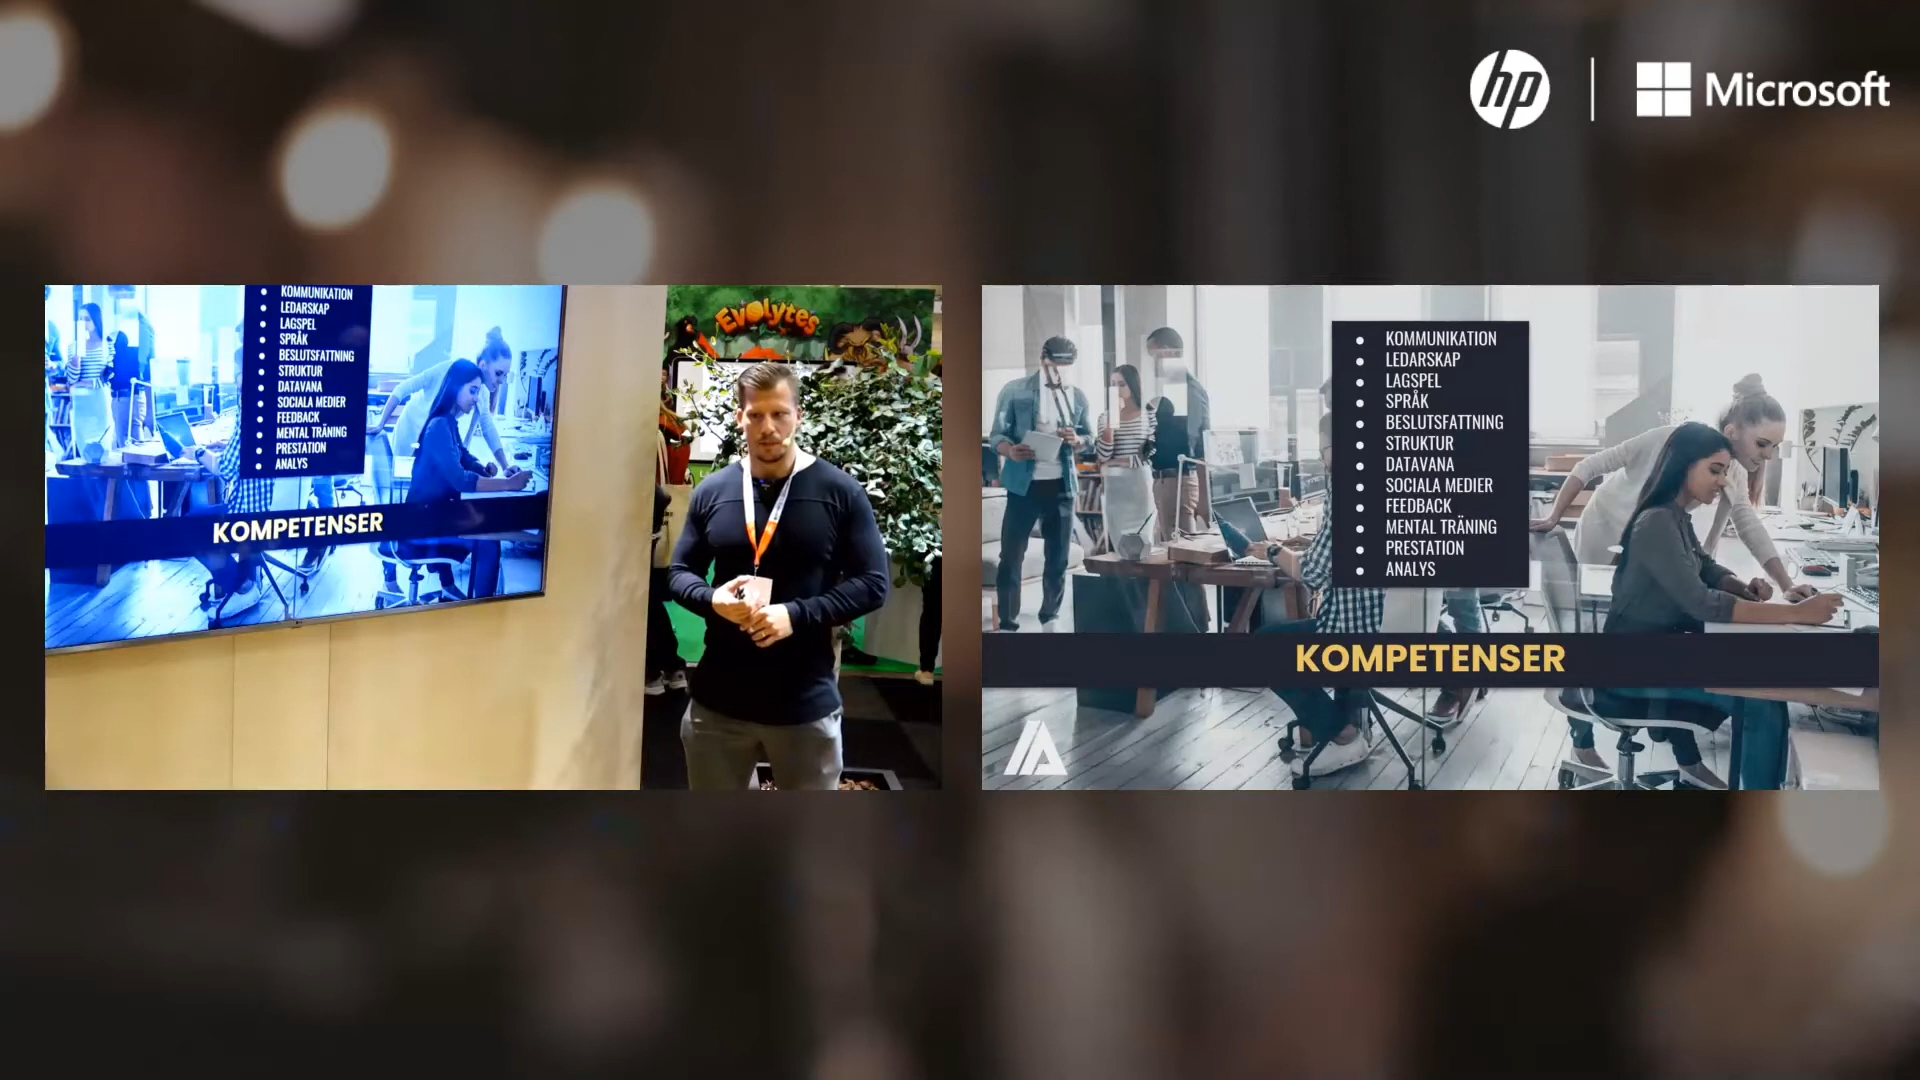 hp
Microsoft
KOMMUNIKATION
LEDARSKAP
LAGSPEL
SPRÅK
BESLUTSFATTNING
STRUKTUR
DATAVANA
SOCIALA MEDIER
FEEDBACK
MENTAL TRÄNING
PRESTATION
ANALYS
KOMPETENSER
Evolytes
KOMMUNIKATION
LEDARSKAP
LAGSPEL
SPRÅK
BESLUTSFATTNING
STRUKTUR
DATAVANA
SOCIALA MEDIER
FEEDBACK
MENTAL TRÄNING
PRESTATION
ANALYS
KOMPETENSER